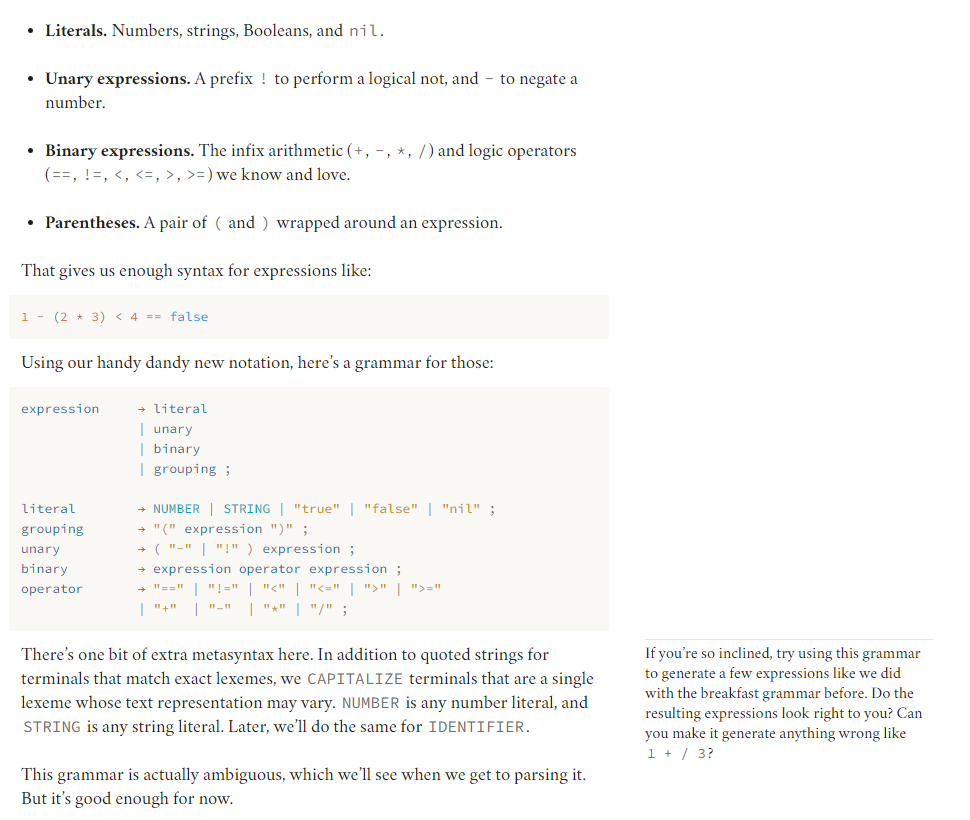 • Literals. Numbers, strings, Booleans, and nil.
• Unary expressions. A prefix ! to perform a logical not, and - to negate a
number.
• Binary expressions. The infix arithmetic (+, -, *, /) and logic operators
(==, !=, <, <=, >, >=) we know and love.
• Parentheses. A pair of ( and ) wrapped around an expression.
That gives us enough syntax for expressions like:
1 - (2 * 3) < 4 == false
Using our handy dandy new notation, here’s a grammar for those:
expression → literal
| unary
| binary
| grouping ;
literal → NUMBER | STRING | "true" | "false" | "nil" ;
grouping → "(" expression ")" ;
unary → ( "-" | "!" ) expression ;
binary → expression operator expression ;
operator → "==" | "!=" | "<" | "<=" | ">" | ">="
| "+" | "-" | "*" | "/" ;
There’s one bit of extra metasyntax here. In addition to quoted strings for
terminals that match exact lexemes, we CAPITALIZE terminals that are a single
lexeme whose text representation may vary. NUMBER is any number literal, and
STRING is any string literal. Later, we’ll do the same for IDENTIFIER.
This grammar is actually ambiguous, which we’ll see when we get to parsing it.
But it’s good enough for now.
If you’re so inclined, try using this grammar
to generate a few expressions like we did
with the breakfast grammar before. Do the
resulting expressions look right to you? Can
you make it generate anything wrong like
1 + / 3?